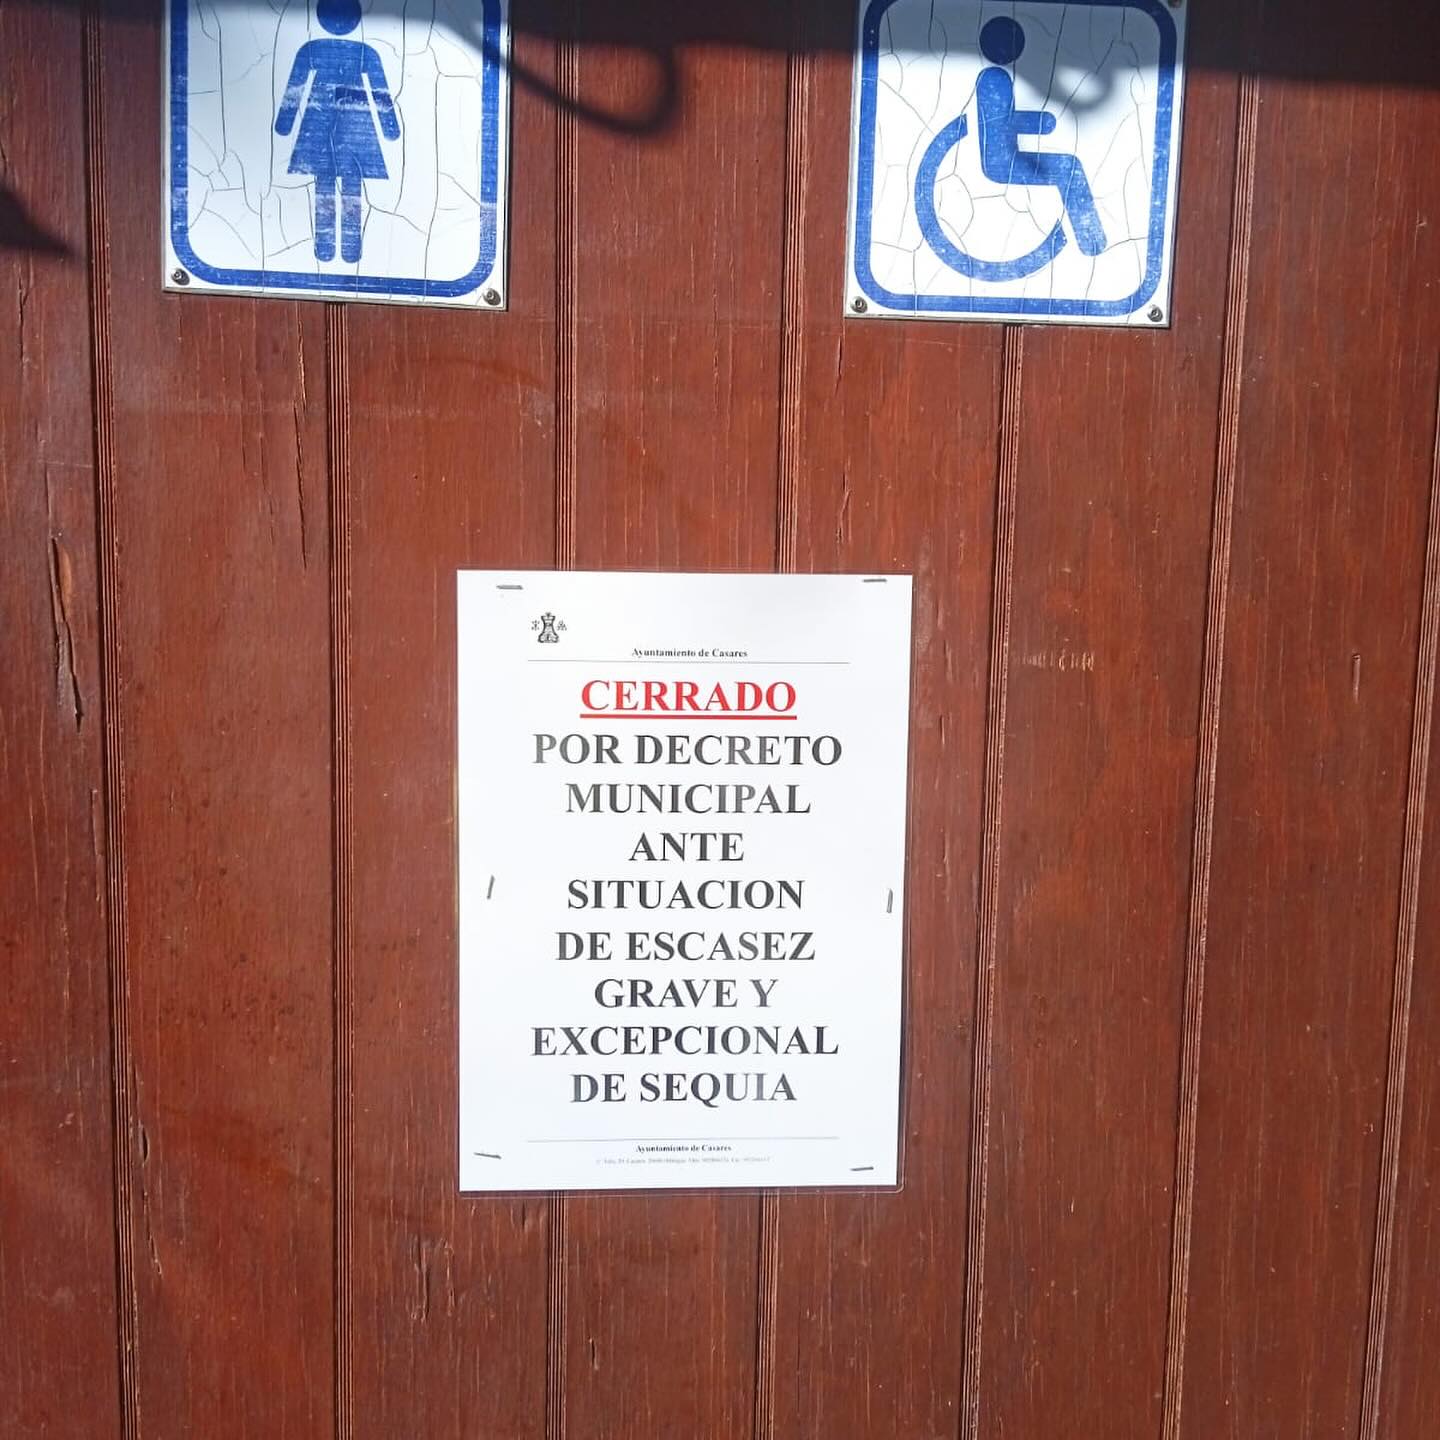 Ayuntamiento de Casares
CERRADO
POR DECRETO
MUNICIPAL
ANTE
SITUACION
DE ESCASEZ
GRAVE Y
EXCEPCIONAL
DE SEQUIA
Ayuntamiento de Casares